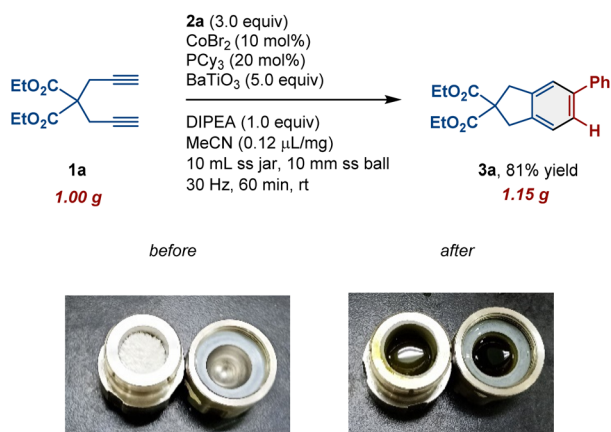 2a (3.0 equiv)
CoBr₂ (10 mol%)
PCy₃ (20 mol%)
BaTiO₃ (5.0 equiv)
DIPEA (1.0 equiv)
MeCN (0.12 μL/mg)
10 mL ss jar, 10 mm ss ball
30 Hz, 60 min, rt
EtO₂C
EtO₂C
1a
1.00 g
EtO₂C
EtO₂C
Ph
H
3a, 81% yield
1.15 g
before
after